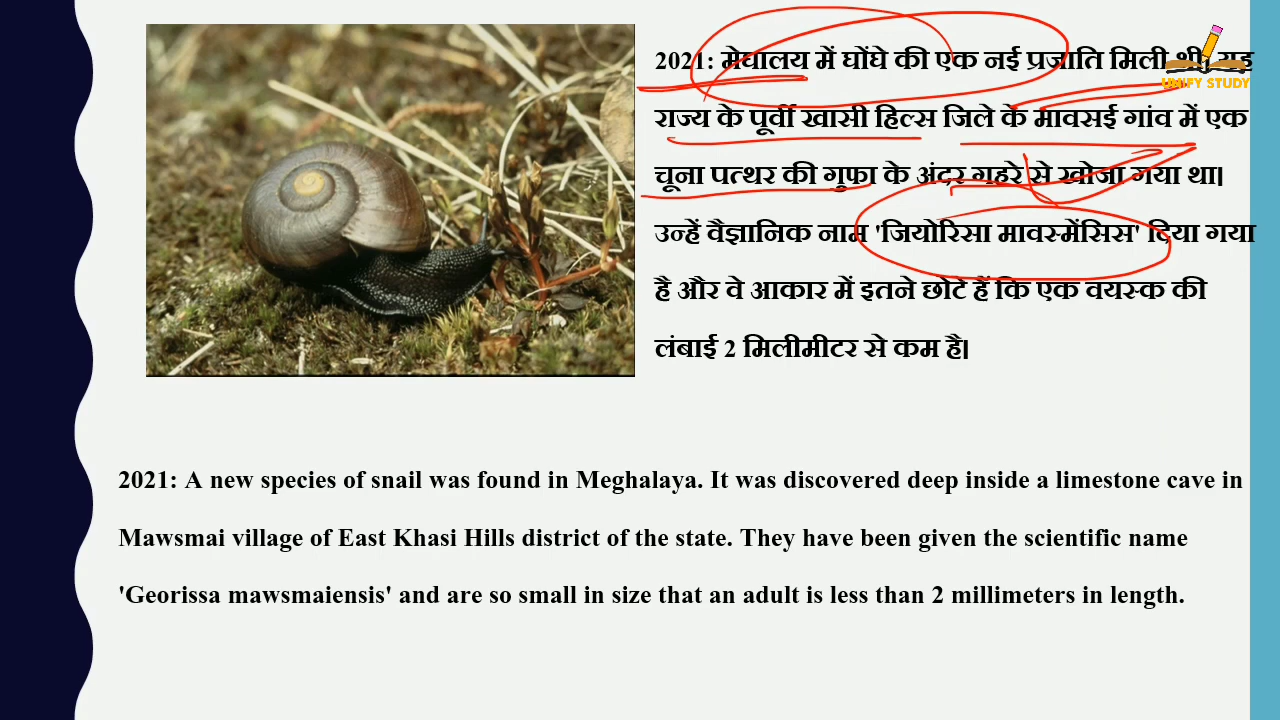 2021: मेघालय में घोंघे की एक नई प्रजाति मिली थी। यह
राज्य के पूर्वी खासी हिल्स जिले के मावसई गांव में एक
चूना पत्थर की गुफा के अंदर गहरे से खोजा गया था।
उन्हें वैज्ञानिक नाम 'जियोरिसा मावस्मेंसिस' दिया गया
है और वे आकार में इतने छोटे हैं कि एक वयस्क की
लंबाई 2 मिलीमीटर से कम है।
UNIFY STUDY
2021: A new species of snail was found in Meghalaya. It was discovered deep inside a limestone cave in
Mawsmai village of East Khasi Hills district of the state. They have been given the scientific name
'Georissa mawsmaiensis' and are so small in size that an adult is less than 2 millimeters in length.